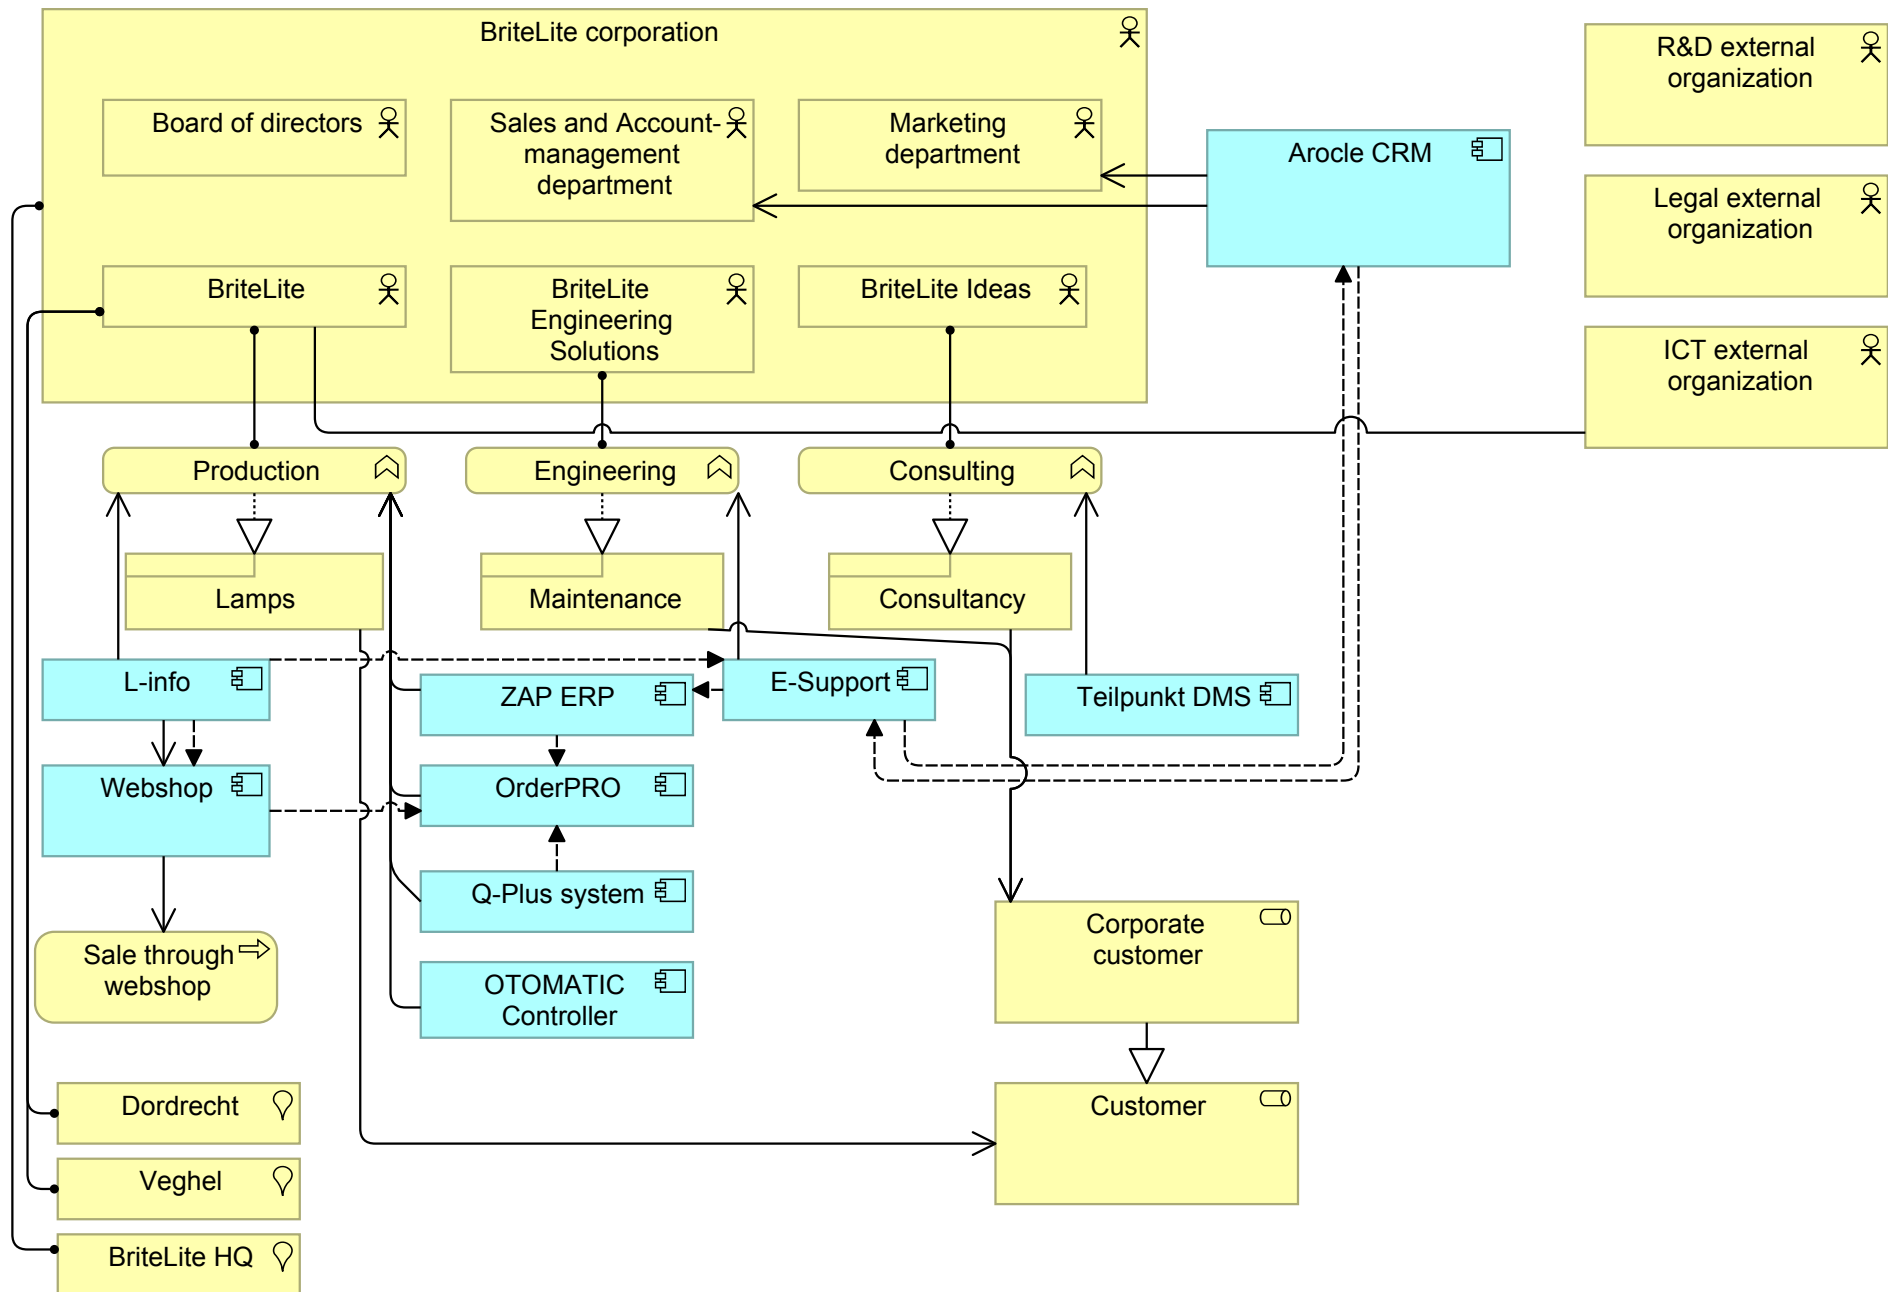 BriteLite corporation
R&D external
organization
Board of directors
Sales and Account-
management
department
Marketing
department
Arocle CRM
Legal external
organization
BriteLite
BriteLite
Engineering
Solutions
BriteLite Ideas
ICT external
organization
Production
Engineering
Consulting
Lamps
Maintenance
Consultancy
L-info
ZAP ERP
E-Support
Teilpunkt DMS
Webshop
OrderPRO
Q-Plus system
Sale through
webshop
OTOMATIC
Controller
Corporate
customer
Dordrecht
Customer
Veghel
BriteLite HQ